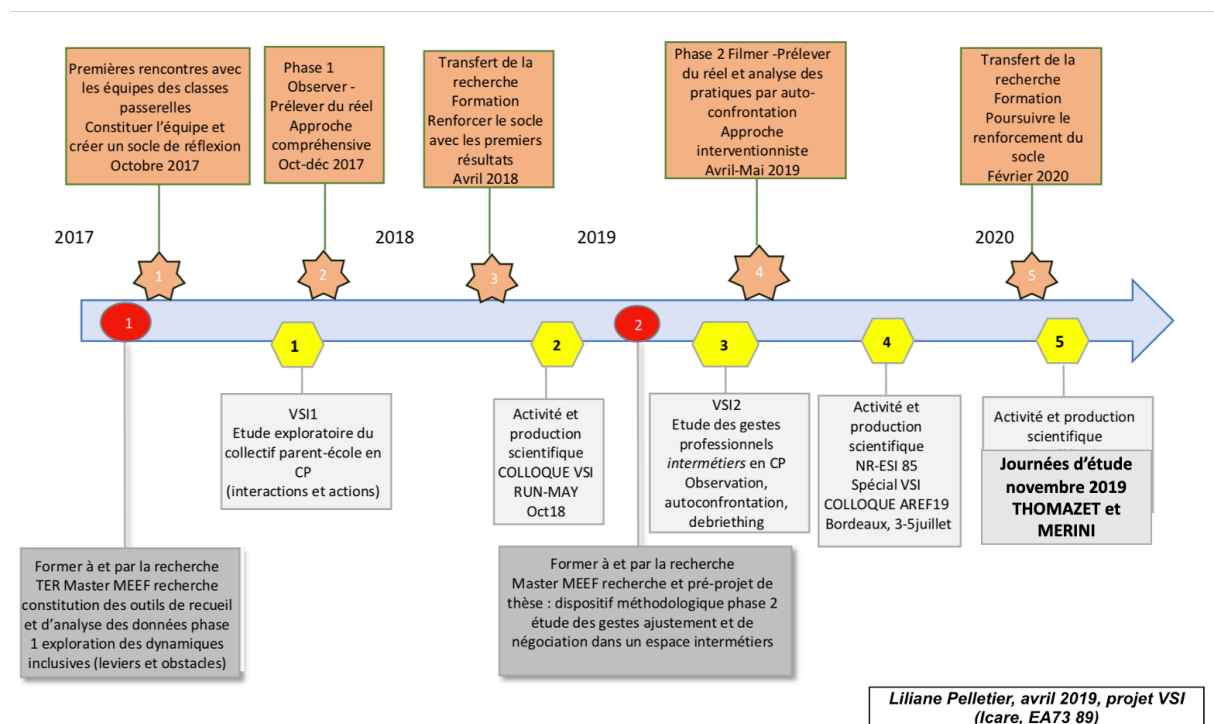 Premières rencontres avec
les équipes des classes
passerelles
Constituer l'équipe et
créer un socle de réflexion
Octobre 2017
Phase 1
Observer -
Prélever du réel
Approche
compréhensive
Oct-déc 2017
Transfert de la
recherche
Formation
Renforcer le socle
avec les premiers
résultats
Avril 2018
Phase 2 Filmer -Prélever
du réel et analyse des
pratiques par auto-
confrontation
Approche
interventionniste
Avril-Mai 2019
Transfert de la
recherche
Formation
Poursuivre le
renforcement du
socle
Février 2020
2017
2018
2019
2020
1
2
3
4
5
1
2
1
2
3
4
5
VSI1
Etude exploratoire du
collectif parent-école en
CP
(interactions et actions)
Activité et
production
scientifique
COLLOQUE VSI
RUN-MAY
Oct18
VSI2
Etude des gestes
professionnels
intermétiers en CP
Observation,
autoconfrontation,
debriething
Activité et
production
scientifique
NR-ESI 85
Spécial VSI
COLLOQUE AREF19
Bordeaux, 3-5juillet
Activité et production
scientifique
Journées d'étude
novembre 2019
THOMAZET et
MERINI
Former à et par la recherche
TER Master MEEF recherche
constitution des outils de recueil
et d'analyse des données phase
1 exploration des dynamiques
inclusives (leviers et obstacles)
Former à et par la recherche
Master MEEF recherche et pré-projet de
thèse : dispositif méthodologique phase 2
étude des gestes ajustement et de
négociation dans un espace intermétiers
Liliane Pelletier, avril 2019, projet VSI
(Icare, EA73 89)